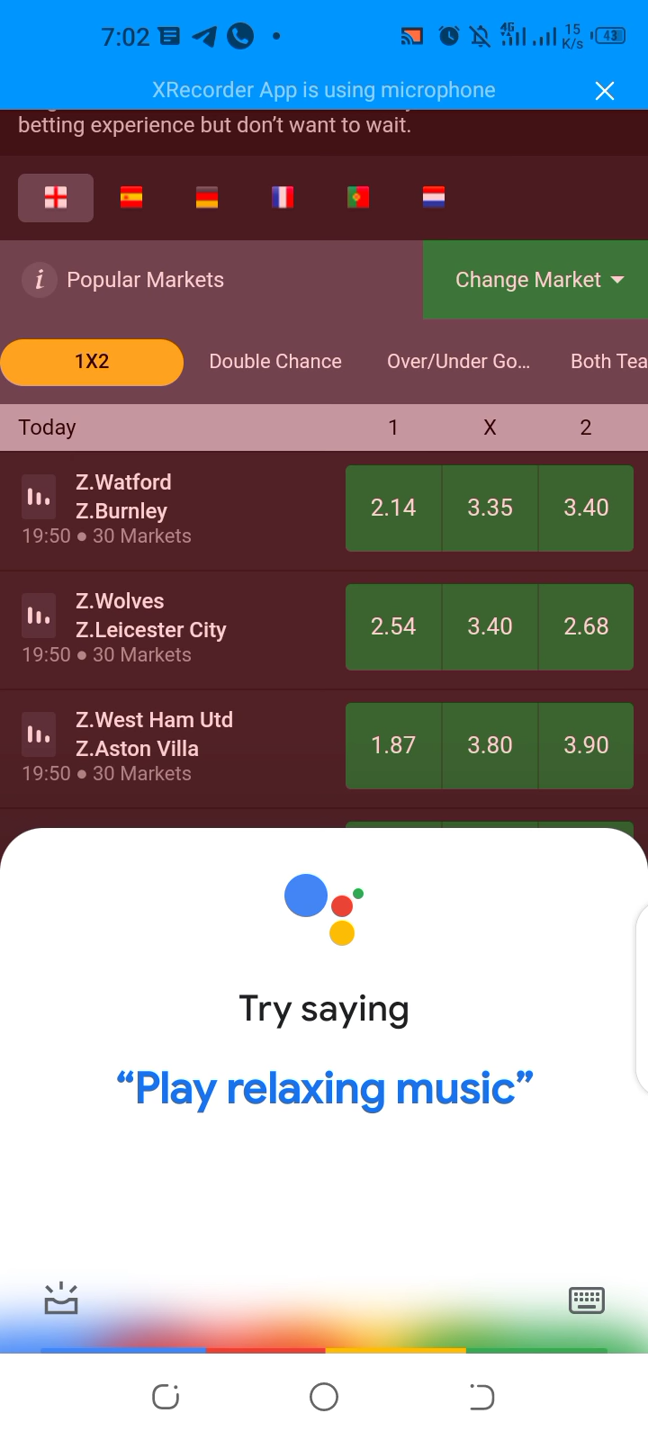 7:02
4G 15 K/s 43
XRecorder App is using microphone
betting experience but don’t want to wait.
i Popular Markets
Change Market
1X2 Double Chance Over/Under Go... Both Tea
Today 1 X 2
Z.Watford
Z.Burnley
2.14 3.35 3.40
19:50 ● 30 Markets
Z.Wolves
Z.Leicester City
2.54 3.40 2.68
19:50 ● 30 Markets
Z.West Ham Utd
Z.Aston Villa
1.87 3.80 3.90
19:50 ● 30 Markets
Try saying
“Play relaxing music”